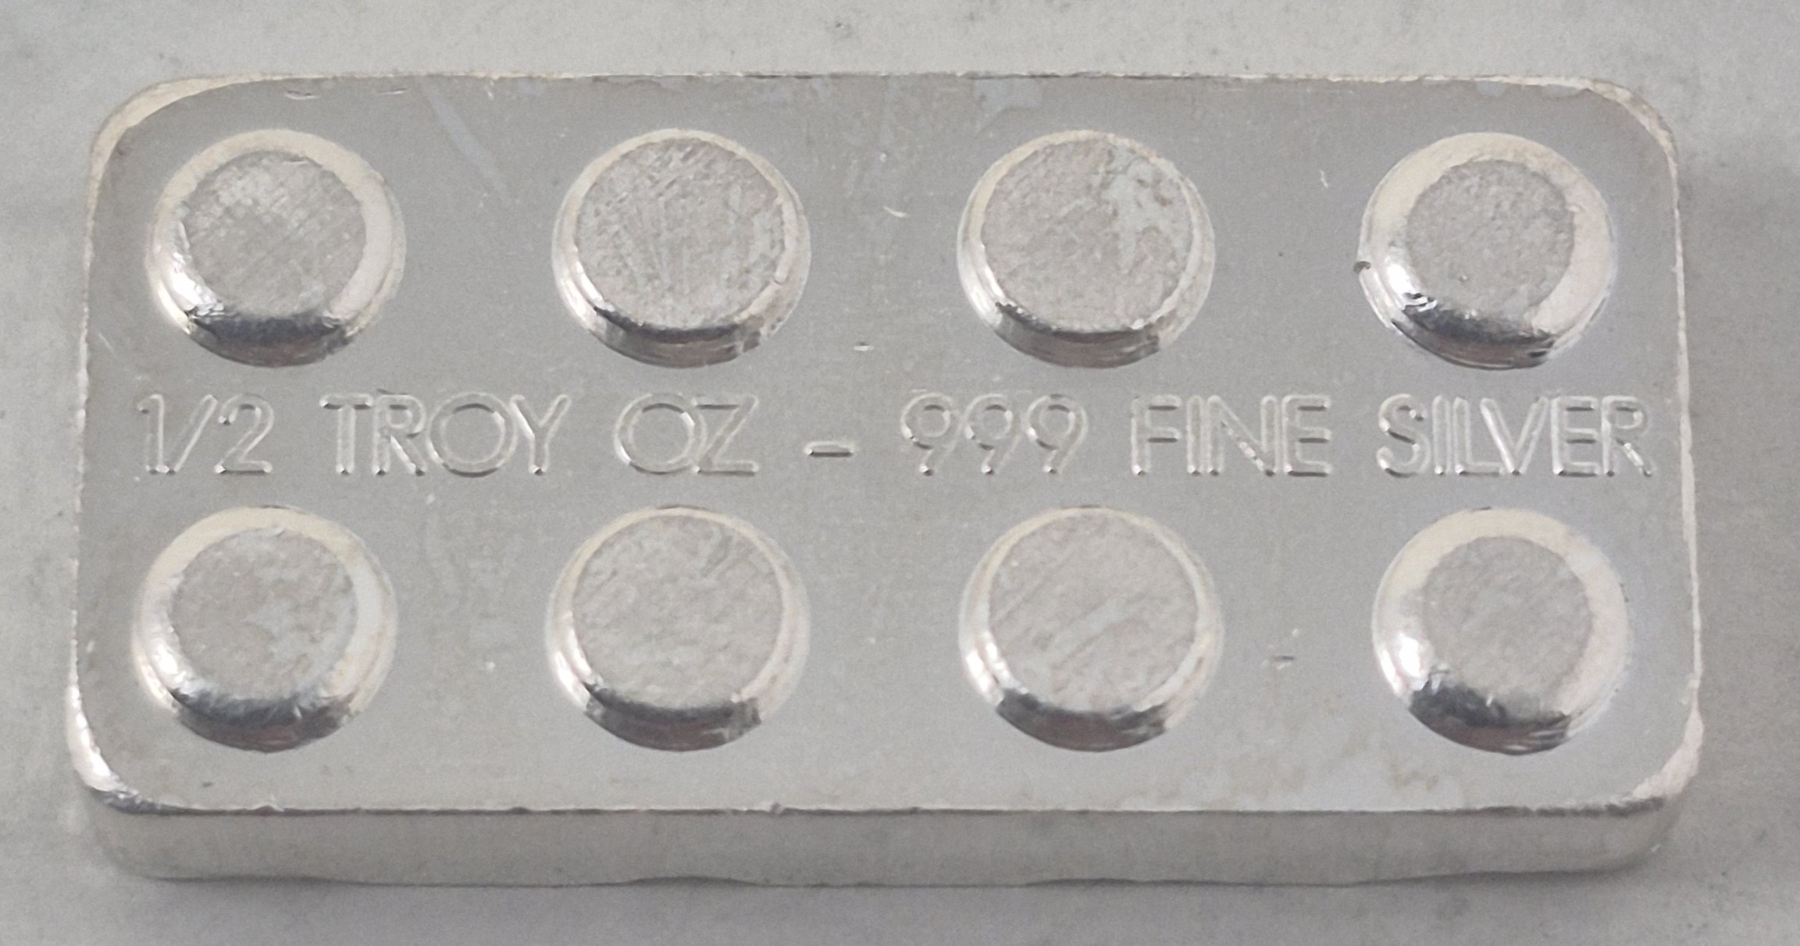 1/2 TROY OZ - 999 FINE SILVER